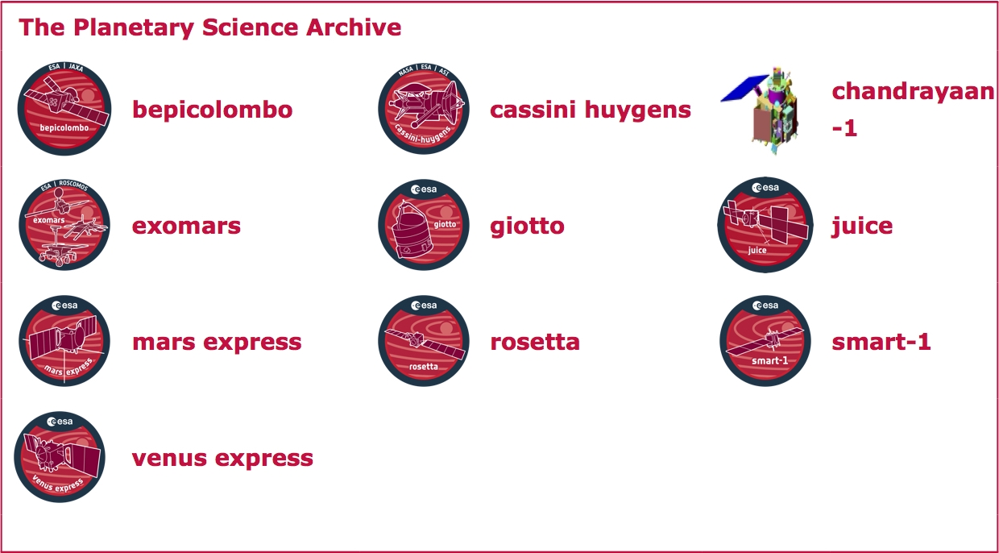 The Planetary Science Archive
ESA | JAXA
bepicolombo
bepicolombo
NASA | ESA | ASI
cassini-huygens
cassini huygens
chandrayaan
-1
ESA | ROSCOMOS
exomars
exomars
esa
giotto
giotto
esa
juice
juice
esa
mars express
mars express
esa
rosetta
rosetta
esa
smart-1
smart-1
esa
venus express
venus express